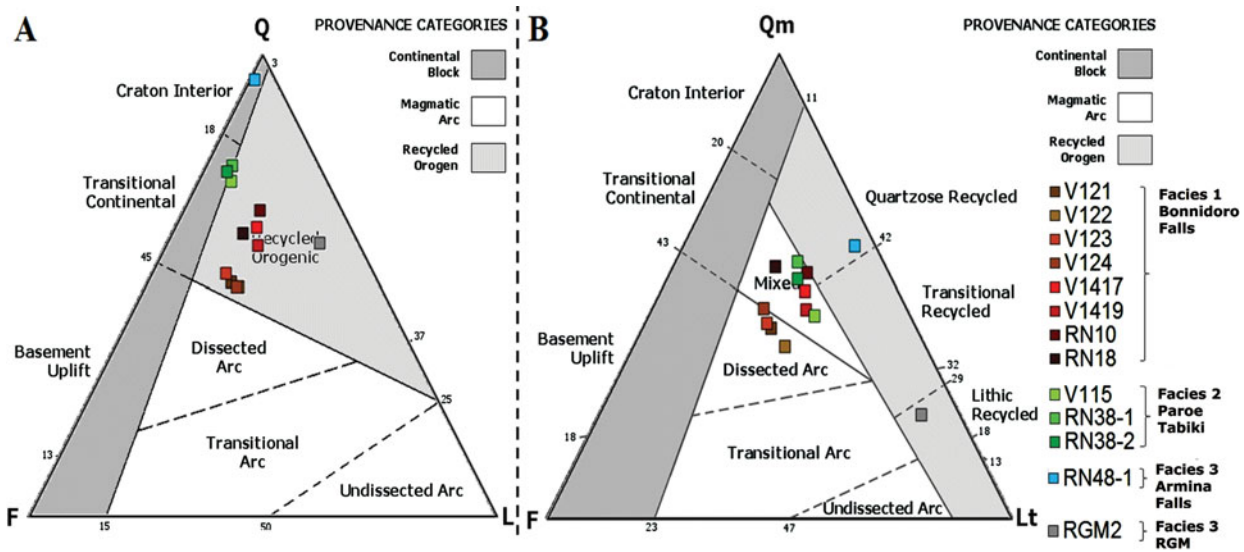 A
Q
PROVENANCE CATEGORIES
Continental
Block
Magmatic
Arc
Recycled
Orogen
3
Craton Interior
18
Transitional
Continental
Recycled
Orogenic
45
37
Basement
Uplift
Dissected
Arc
25
Transitional
Arc
13
Undissected Arc
F
L
15
50
B
Qm
PROVENANCE CATEGORIES
Continental
Block
Magmatic
Arc
Recycled
Orogen
Craton Interior
11
20
Transitional
Continental
Quartzose Recycled
43
42
Mixed
Transitional
Recycled
Basement
Uplift
Dissected Arc
32
29
Lithic
Recycled
18
18
Transitional Arc
13
Undissected Arc
F
Lt
23
47
V121
V122
V123
V124
V1417
V1419
RN10
RN18
Facies 1
Bonnidoro
Falls
V115
RN38-1
RN38-2
Facies 2
Paroe
Tabiki
RN48-1
Facies 3
Armina
Falls
RGM2
Facies 3
RGM